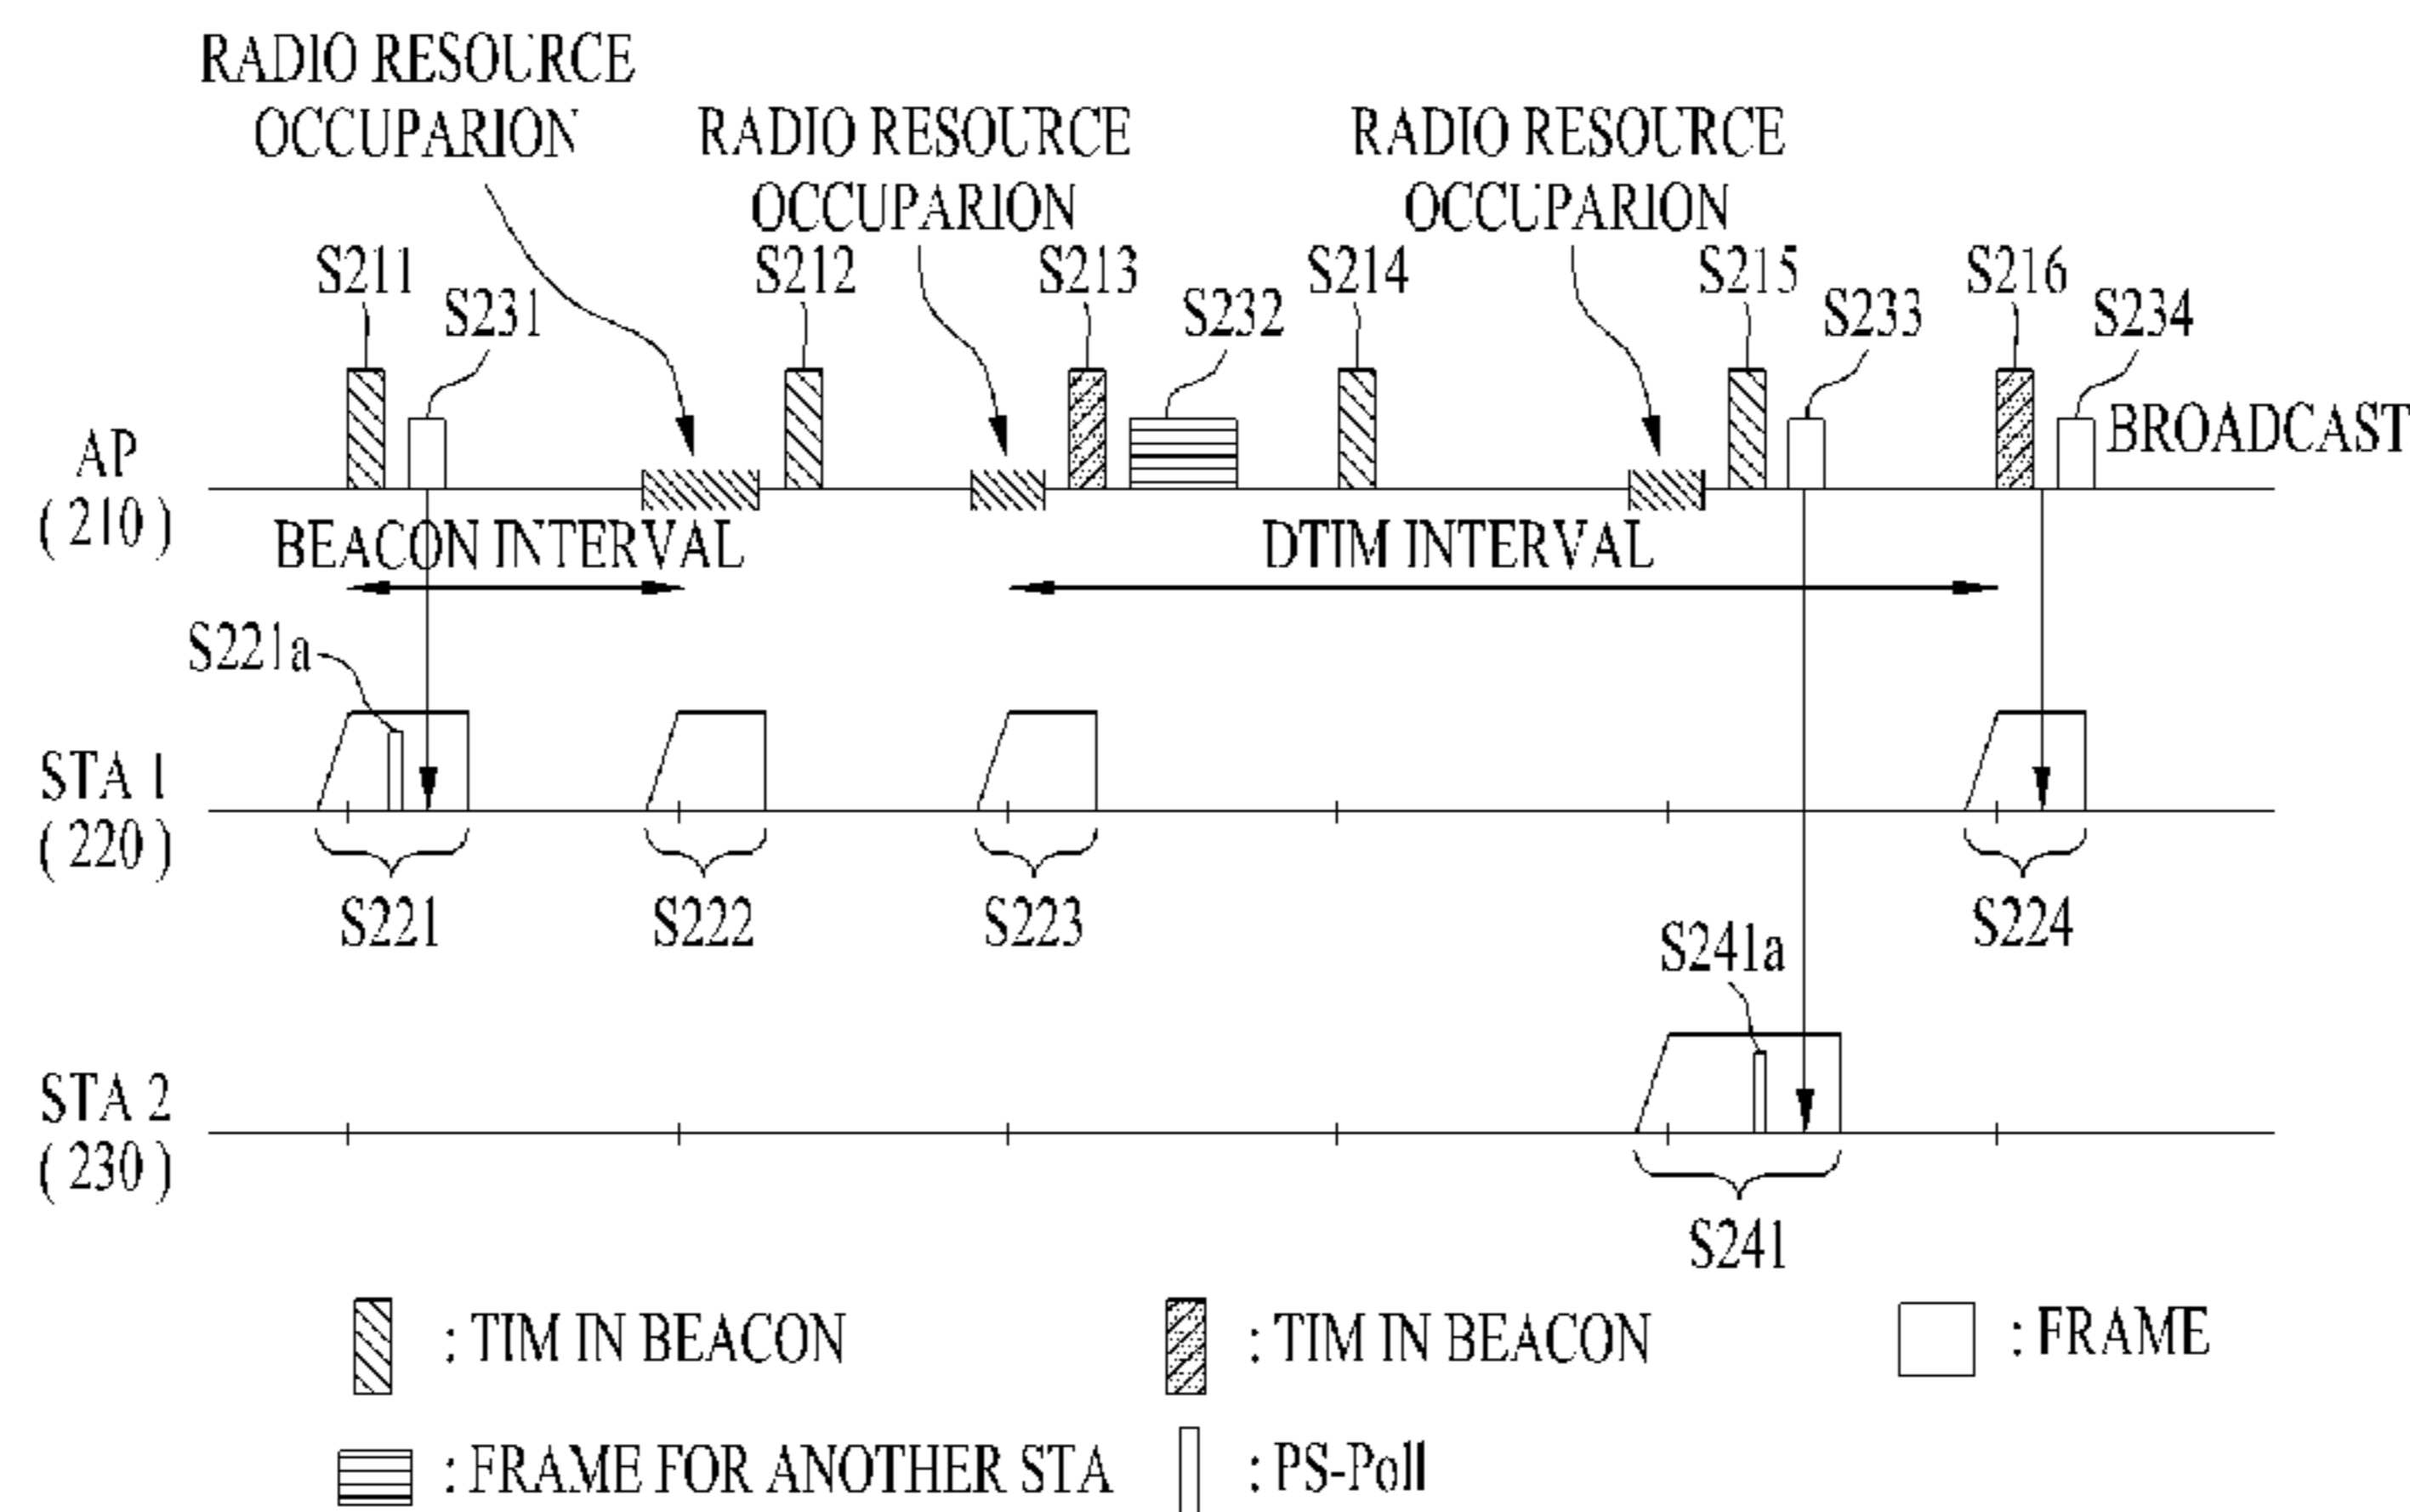 RADIO RESOURCE
OCCUPARION
RADIO RESOURCE
OCCUPARION
RADIO RESOURCE
OCCUPARION
S211
S231
S212
S213
S232
S214
S215
S233
S216
S234
BROADCAST
AP
( 210 )
BEACON INTERVAL
DTIM INTERVAL
S221a
STA 1
( 220 )
S221
S222
S223
S224
S241a
STA 2
( 230 )
S241
: TIM IN BEACON
: TIM IN BEACON
: FRAME
: FRAME FOR ANOTHER STA
: PS-Poll